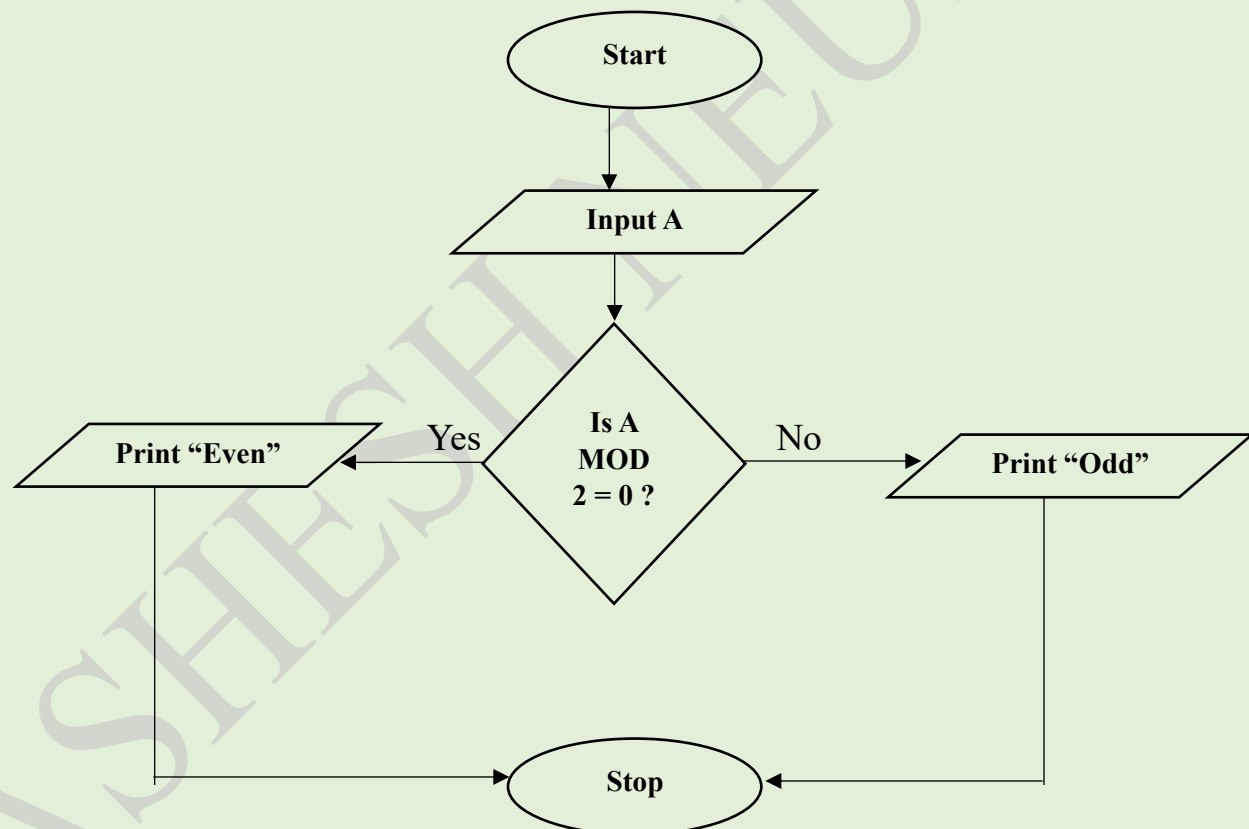 Start
Input A
Is A
MOD
2 = 0 ?
Yes
No
Print “Even”
Print “Odd”
Stop